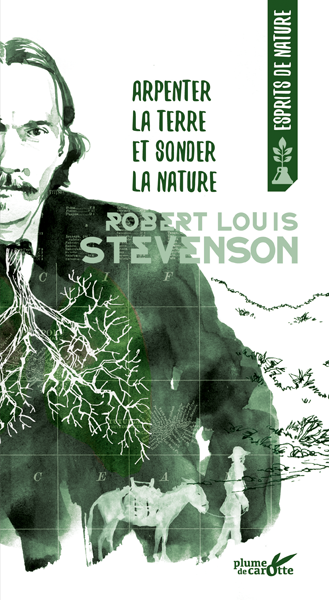 ESPRITS DE NATURE
ARPENTER
LA TERRE
ET SONDER
LA NATURE
ROBERT LOUIS
STEVENSON
C I F
C E A
plume
de carotte